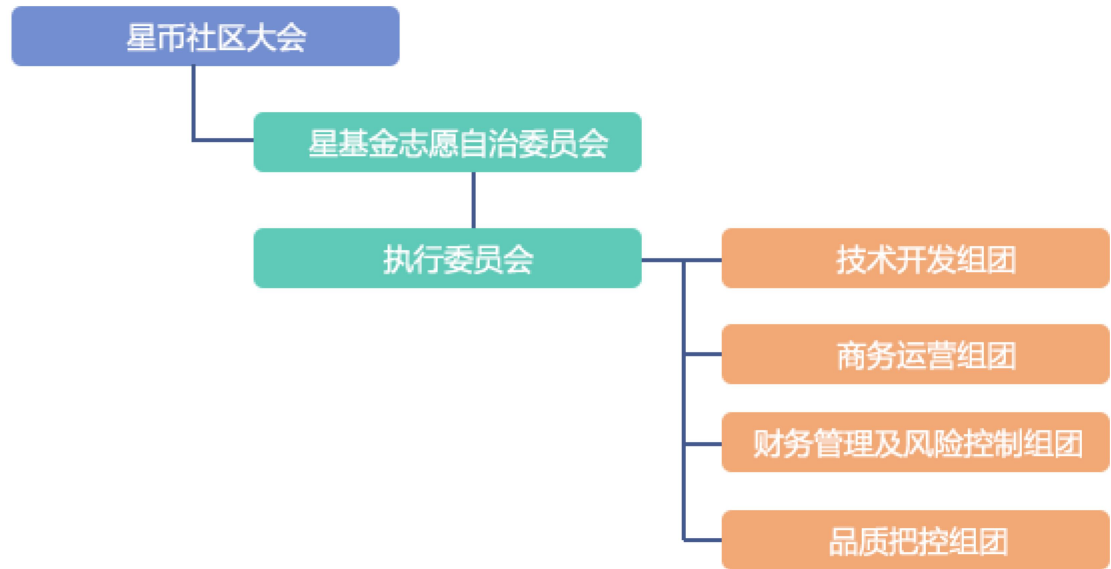 星币社区大会
星基金志愿自治委员会
执行委员会
技术开发组团
商务运营组团
财务管理及风险控制组团
品质把控组团